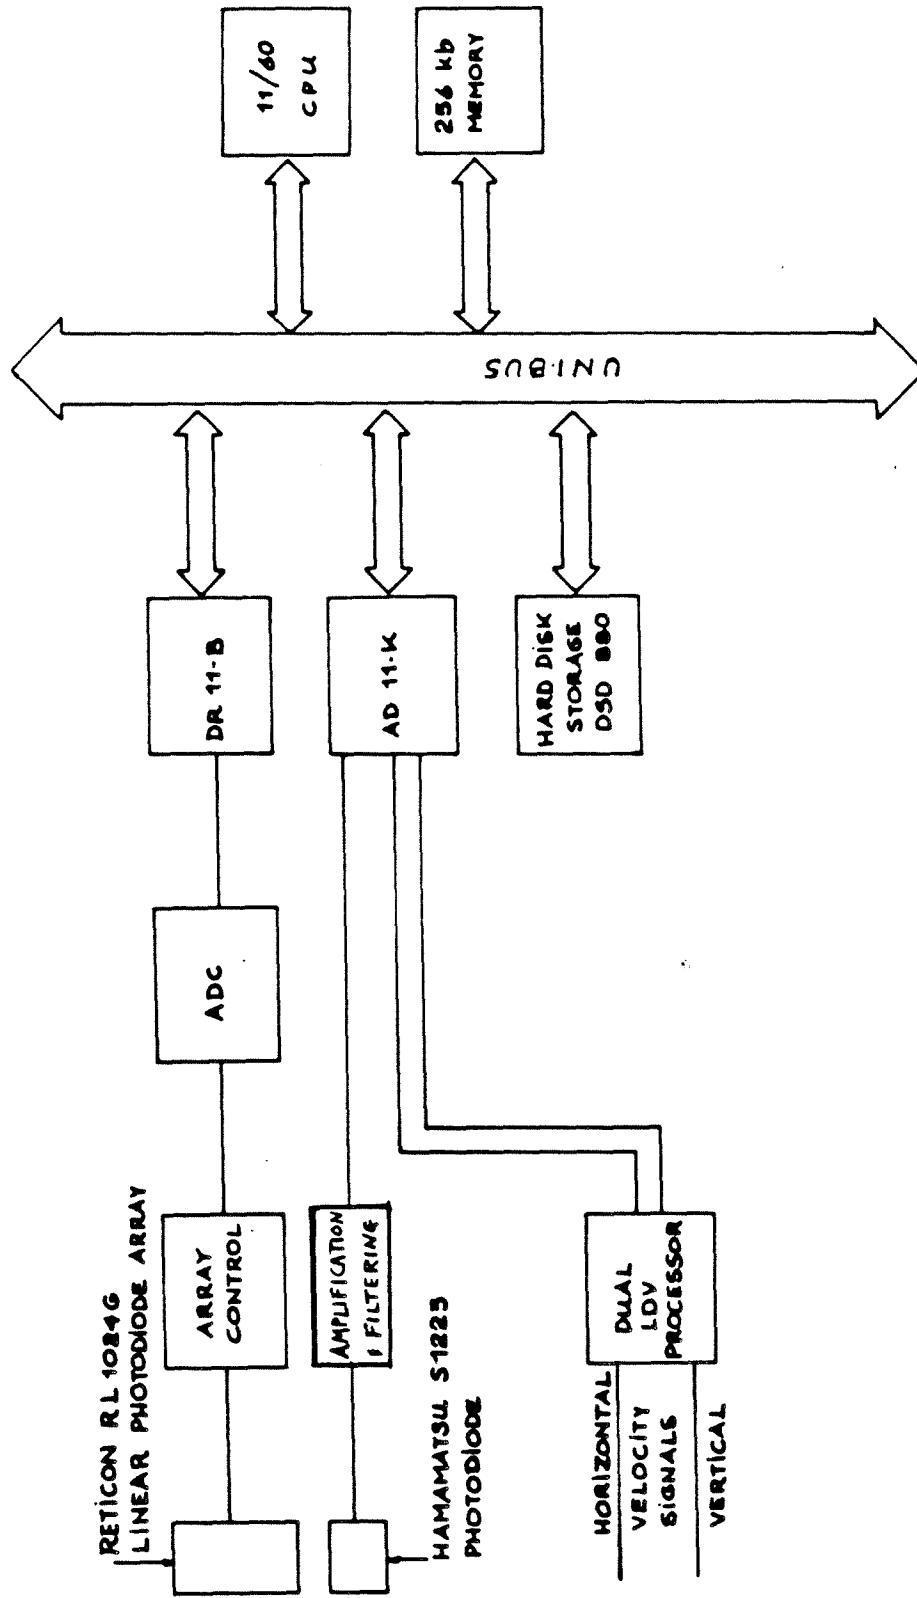 RETICON RL 1024G
LINEAR PHOTODIODE ARRAY
ARRAY
CONTROL
ADC
DR 11-B
AMPLIFICATION
FILTERING
AD 11-K
HAMAMATSU S-1223
PHOTODIODE
HORIZONTAL
VELOCITY
SIGNALS
VERTICAL
DUAL
LDV
PROCESSOR
HARD DISK
STORAGE
DSD 880
UNIBUS
11/60
CPU
256 kb
MEMORY